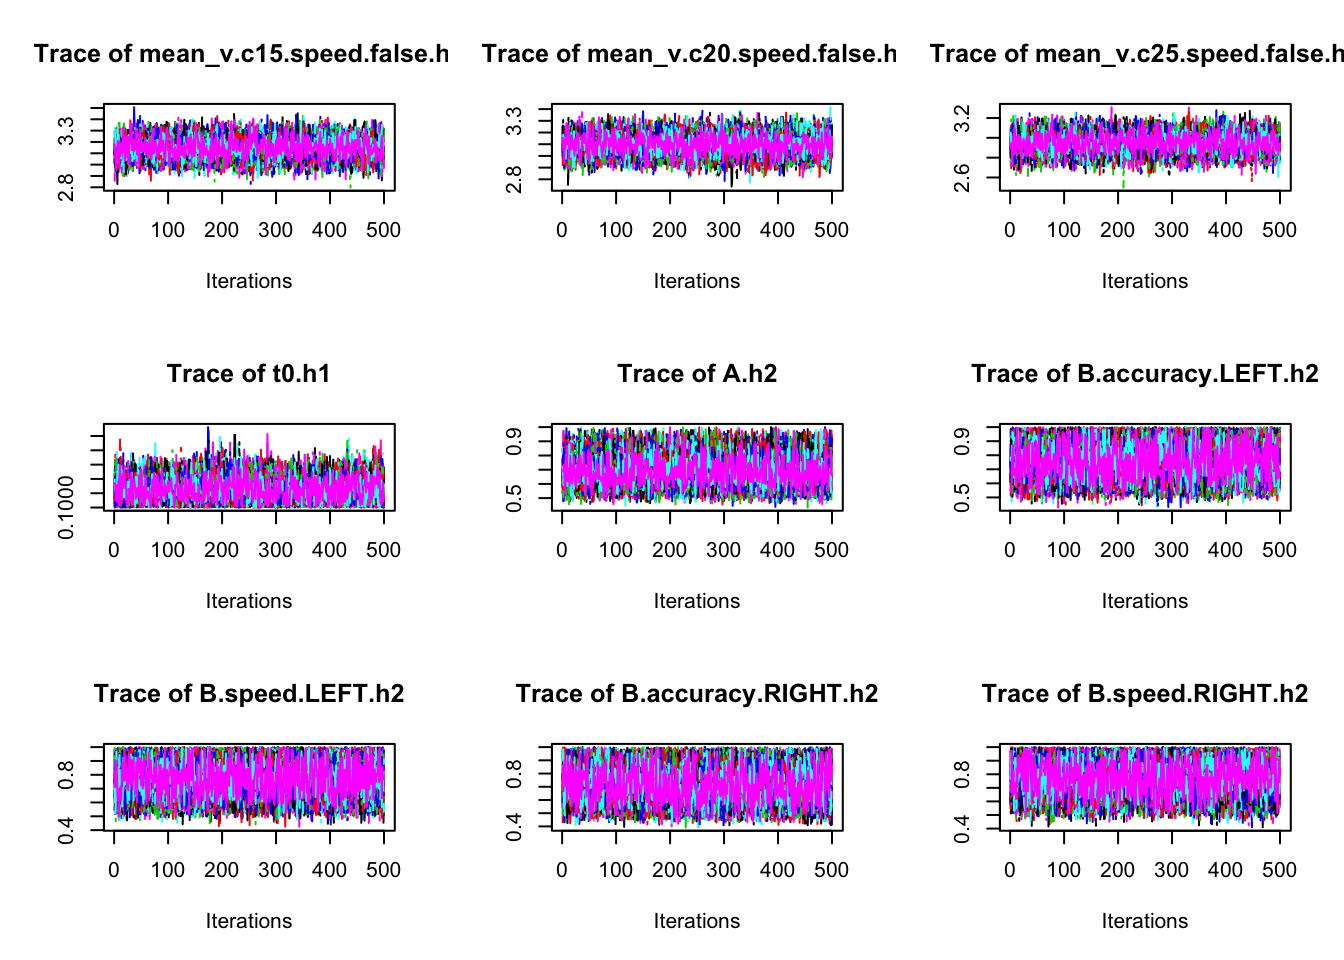 Trace of mean_v.c15.speed.false.h
3.3
2.8
0 100 200 300 400 500
Iterations
Trace of mean_v.c20.speed.false.h
3.3
2.8
0 100 200 300 400 500
Iterations
Trace of mean_v.c25.speed.false.h
3.2
2.6
0 100 200 300 400 500
Iterations
Trace of t0.h1
0.1000
0 100 200 300 400 500
Iterations
Trace of A.h2
0.9
0.5
0 100 200 300 400 500
Iterations
Trace of B.accuracy.LEFT.h2
0.9
0.5
0 100 200 300 400 500
Iterations
Trace of B.speed.LEFT.h2
0.8
0.4
0 100 200 300 400 500
Iterations
Trace of B.accuracy.RIGHT.h2
0.8
0.4
0 100 200 300 400 500
Iterations
Trace of B.speed.RIGHT.h2
0.8
0.4
0 100 200 300 400 500
Iterations